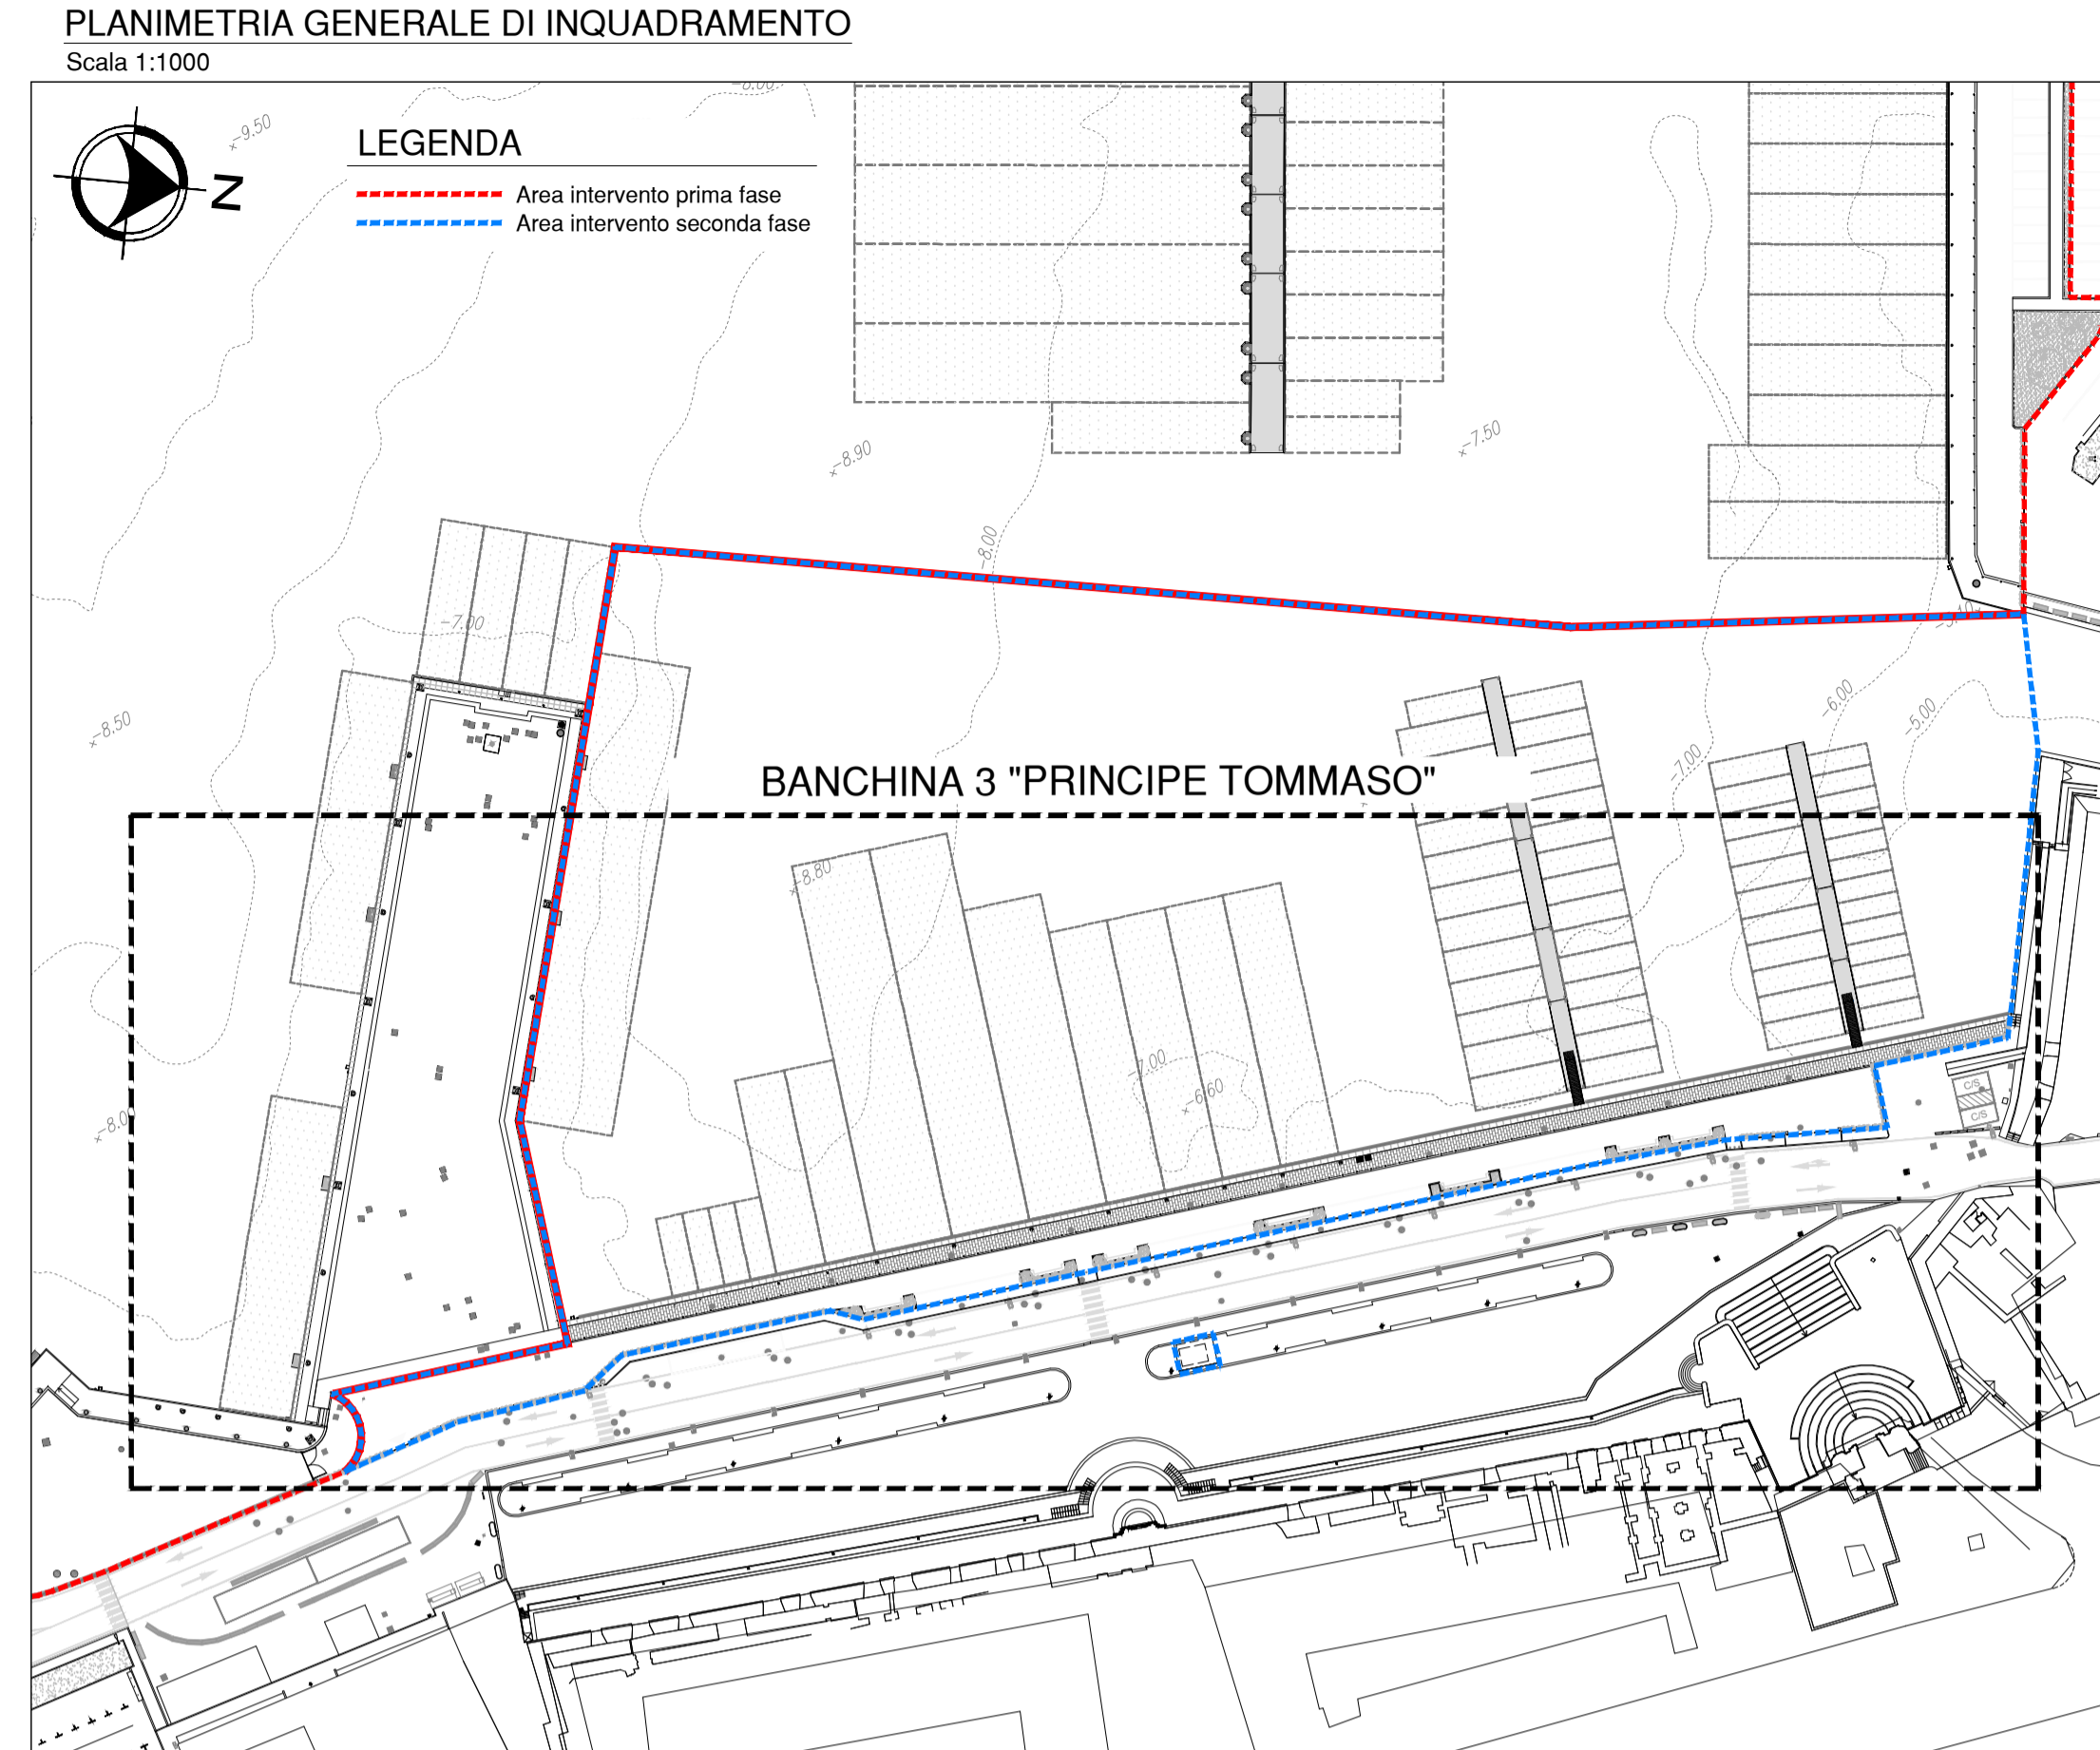 PLANIMETRIA GENERALE DI INQUADRAMENTO
Scala 1:1000
-8.00
-9.50
LEGENDA
N
Area intervento prima fase
Area intervento seconda fase
-7.50
-8.90
-8.00
-7.00
-8.50
-6.00
-5.00
-7.00
BANCHINA 3 "PRINCIPE TOMMASO"
-8.80
-7.00
-6.60
C/S
C/S